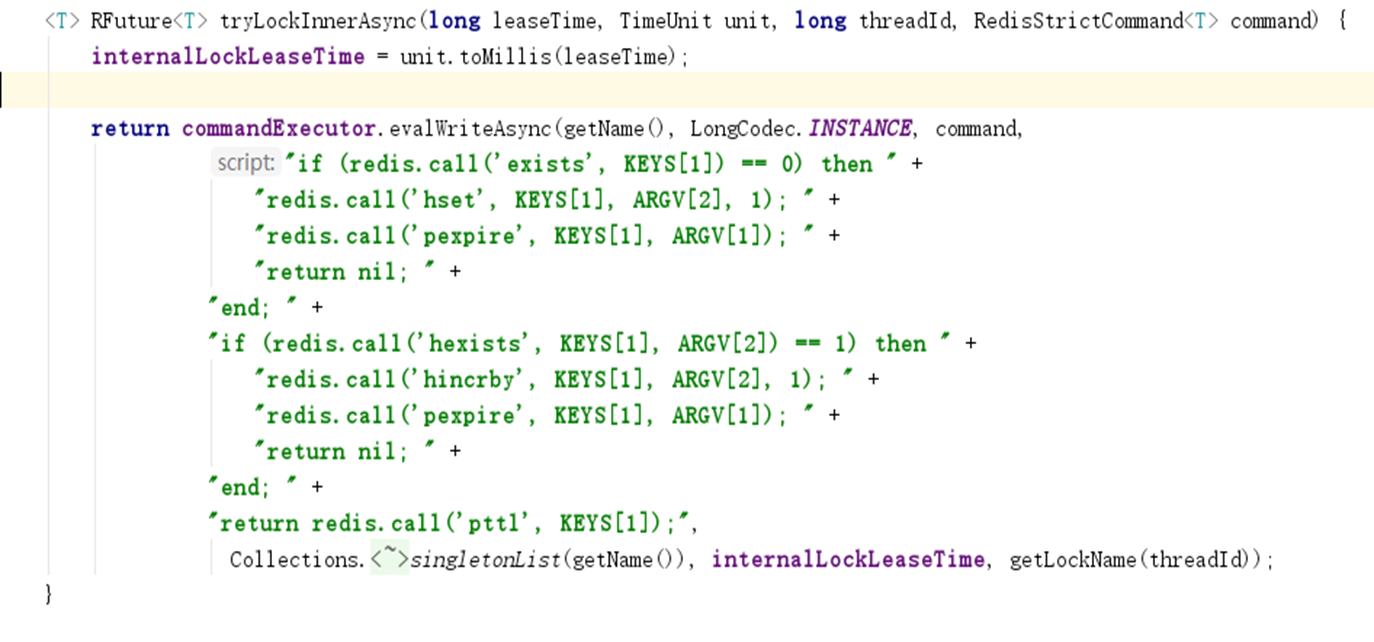 <T> RFuture<T> tryLockInnerAsync(long leaseTime, TimeUnit unit, long threadId, RedisStrictCommand<T> command) {
internalLockLeaseTime = unit.toMillis(leaseTime);
return commandExecutor.evalWriteAsync(getName(), LongCodec.INSTANCE, command,
script: "if (redis.call('exists', KEYS[1]) == 0) then " +
"redis.call('hset', KEYS[1], ARGV[2], 1); " +
"redis.call('pexpire', KEYS[1], ARGV[1]); " +
"return nil; " +
"end; " +
"if (redis.call('hexists', KEYS[1], ARGV[2]) == 1) then " +
"redis.call('hincrby', KEYS[1], ARGV[2], 1); " +
"redis.call('pexpire', KEYS[1], ARGV[1]); " +
"return nil; " +
"end; " +
"return redis.call('pttl', KEYS[1]);",
Collections.<~>singletonList(getName()), internalLockLeaseTime, getLockName(threadId));
}